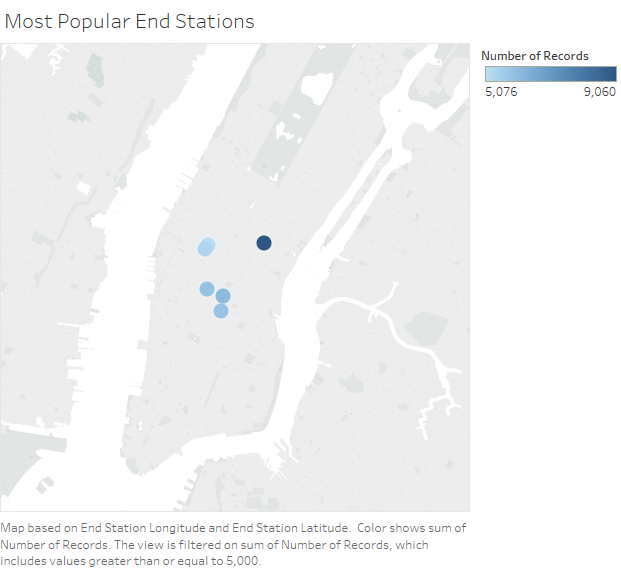 Most Popular End Stations
Number of Records
5,076 9,060
Map based on End Station Longitude and End Station Latitude.  Color shows sum of
Number of Records. The view is filtered on sum of Number of Records, which
includes values greater than or equal to 5,000.